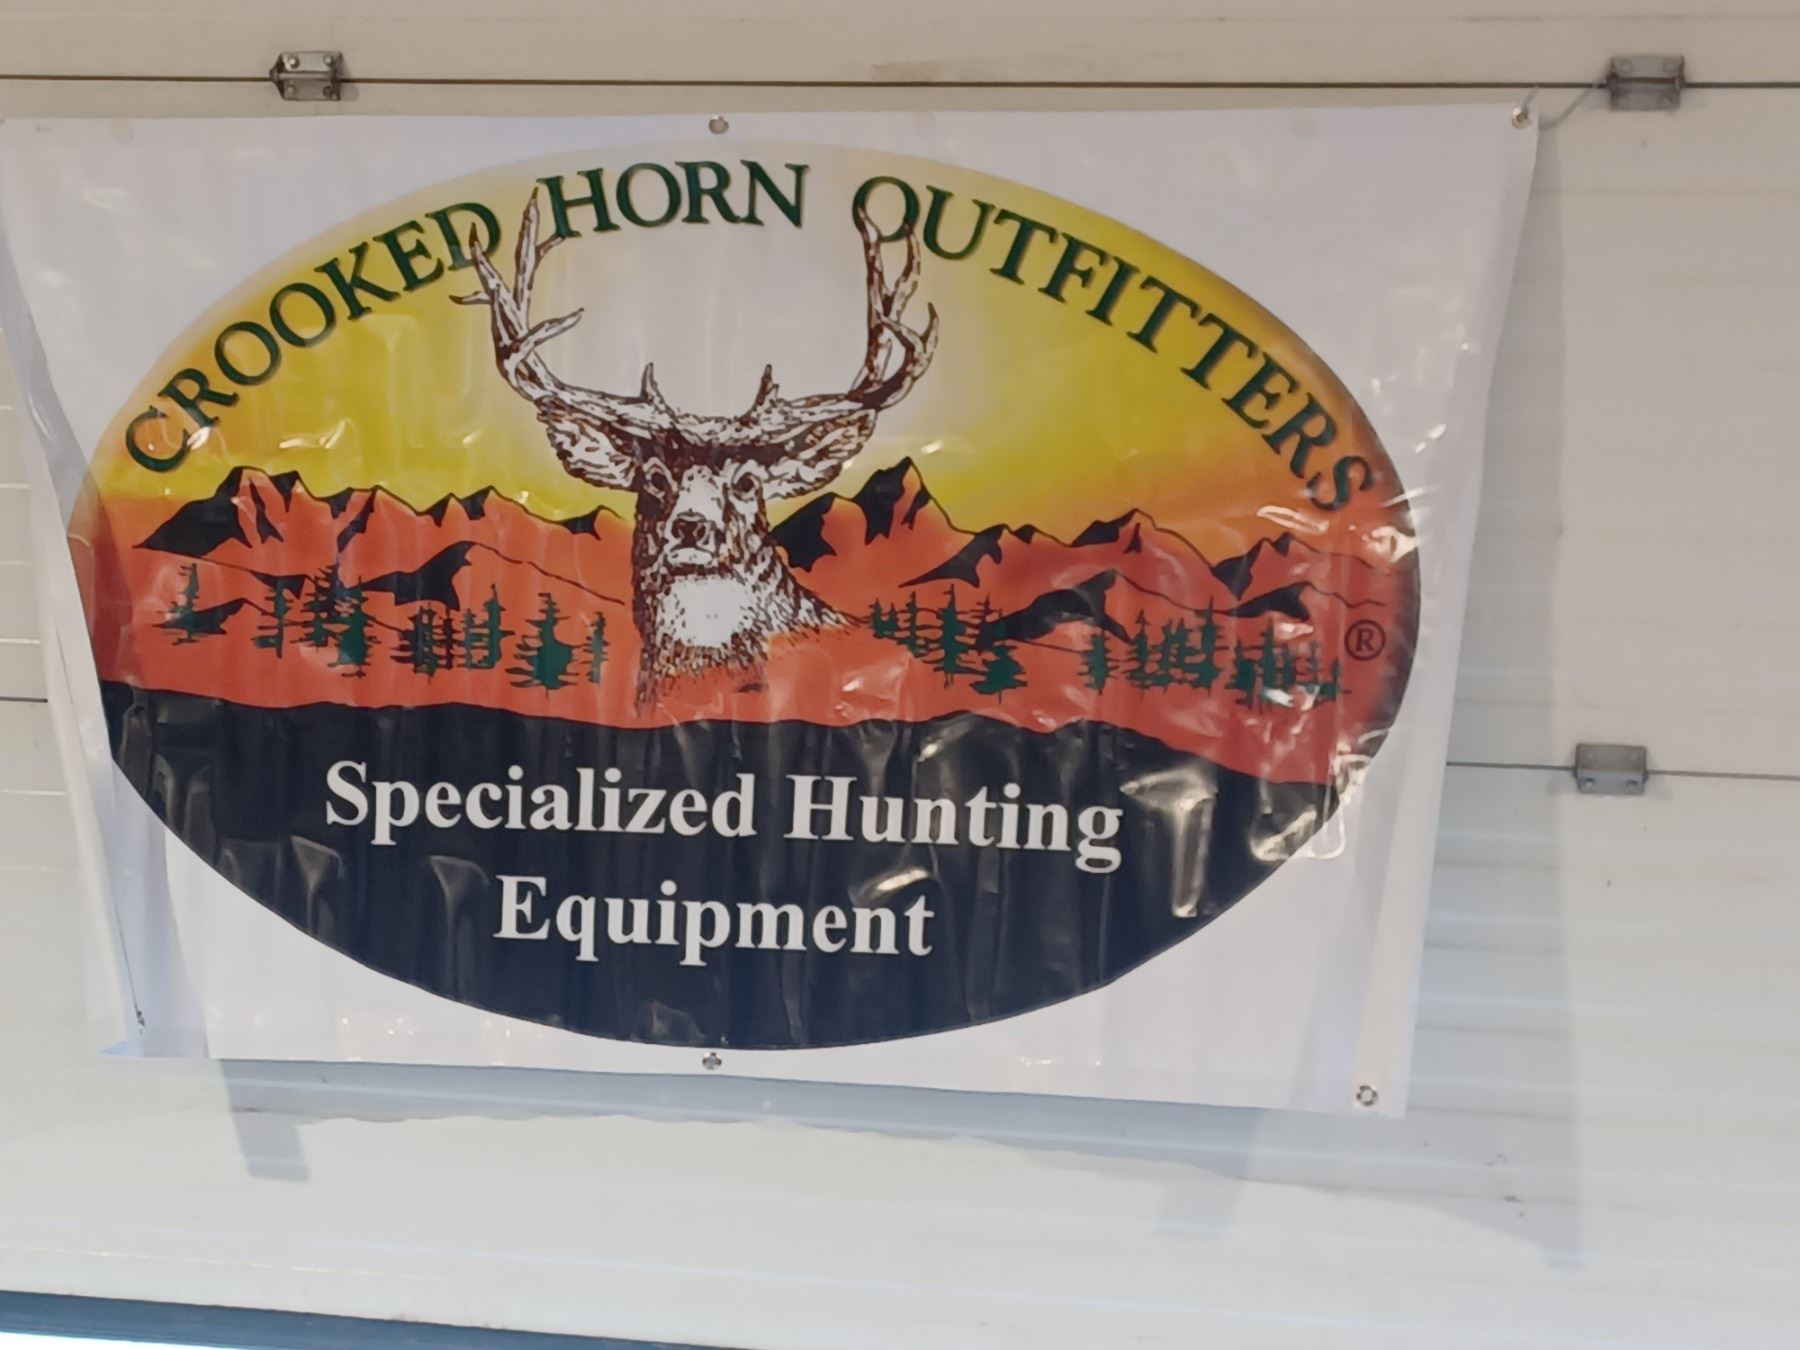 CROOKED HORN OUTFITTERS
®
Specialized Hunting
Equipment